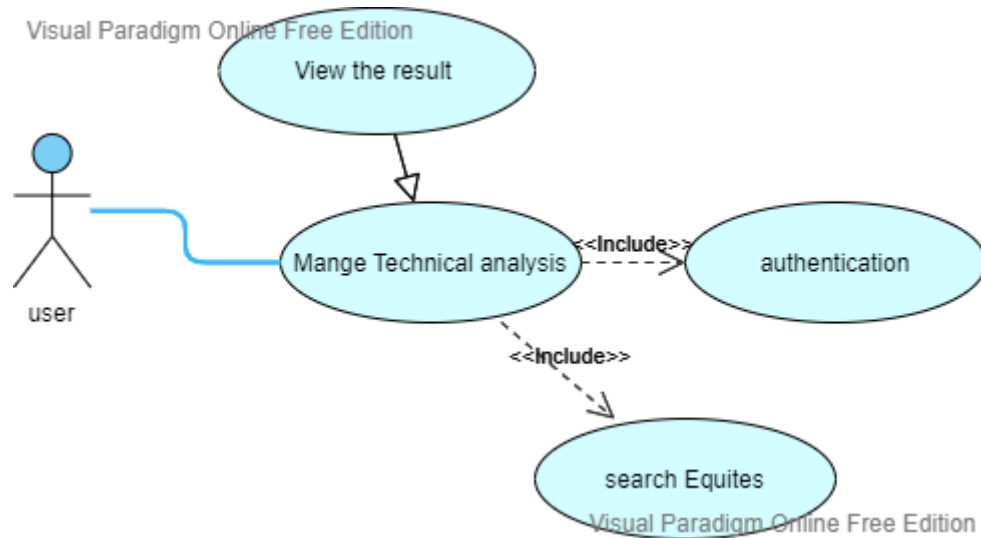 Visual Paradigm Online Free Edition
View the result
user
Mange Technical analysis
<<Include>>
authentication
<<Include>>
search Equites
Visual Paradigm Online Free Edition